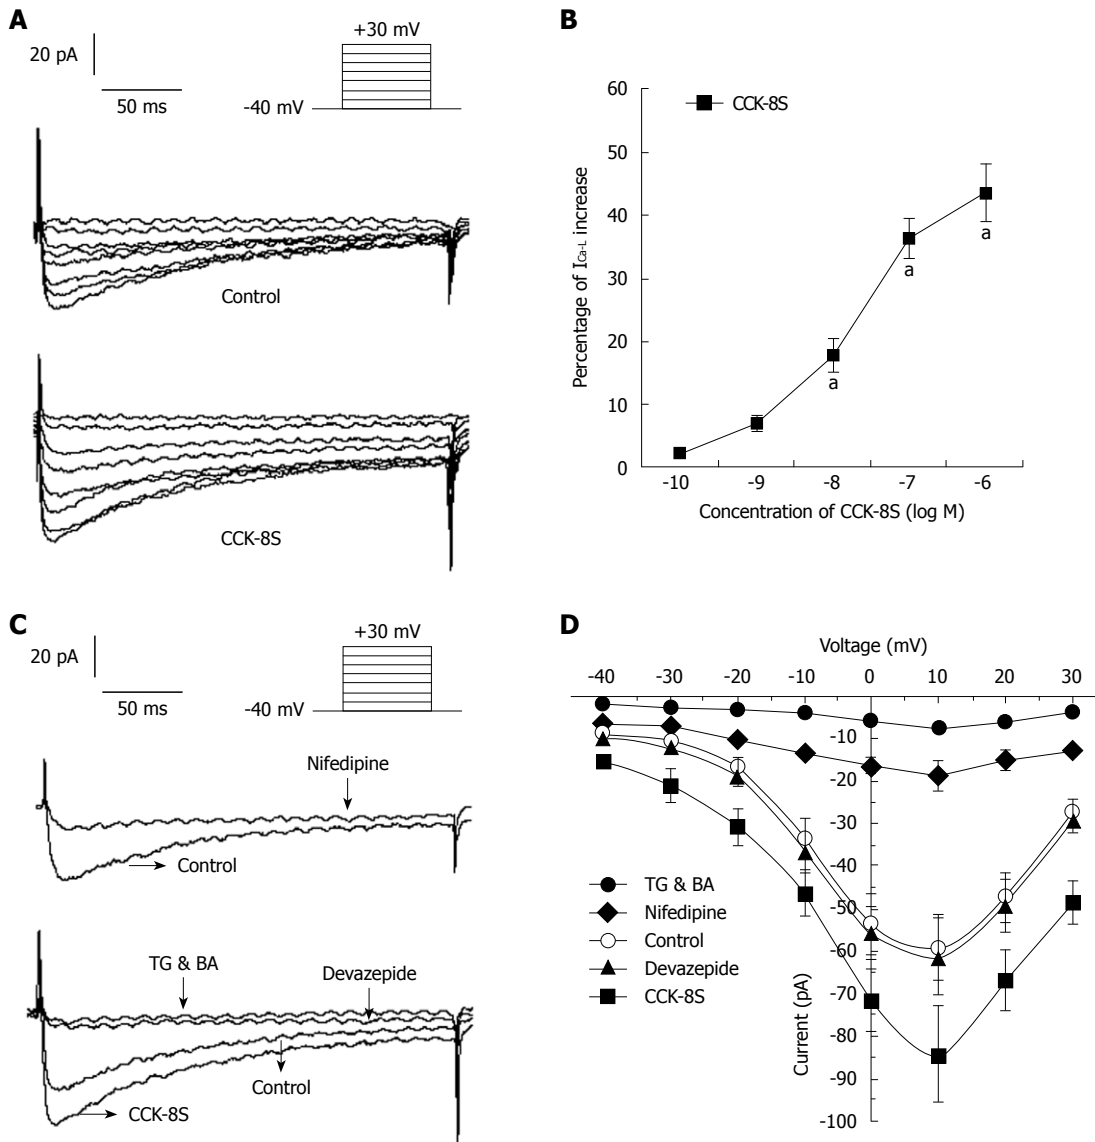 A
20 pA
50 ms
+30 mV
-40 mV
Control
CCK-8S
B
Percentage of ICa-L increase
60
50
40
30
20
10
0
CCK-8S
a
a
a
-10
-9
-8
-7
-6
Concentration of CCK-8S (log M)
C
20 pA
50 ms
+30 mV
-40 mV
Nifedipine
Control
TG & BA
Devazepide
Control
CCK-8S
D
Voltage (mV)
-40
-30
-20
-10
0
10
20
30
-10
-20
-30
-40
-50
-60
-70
-80
-90
-100
Current (pA)
TG & BA
Nifedipine
Control
Devazepide
CCK-8S